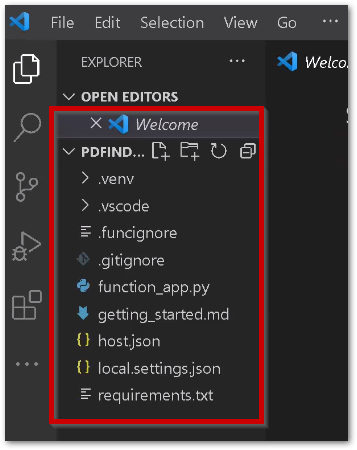 File Edit Selection View Go ...
EXPLORER ...
Welco
OPEN EDITORS
Welcome
PDFIND...
.venv
.vscode
.funcignore
.gitignore
function_app.py
getting_started.md
host.json
local.settings.json
requirements.txt